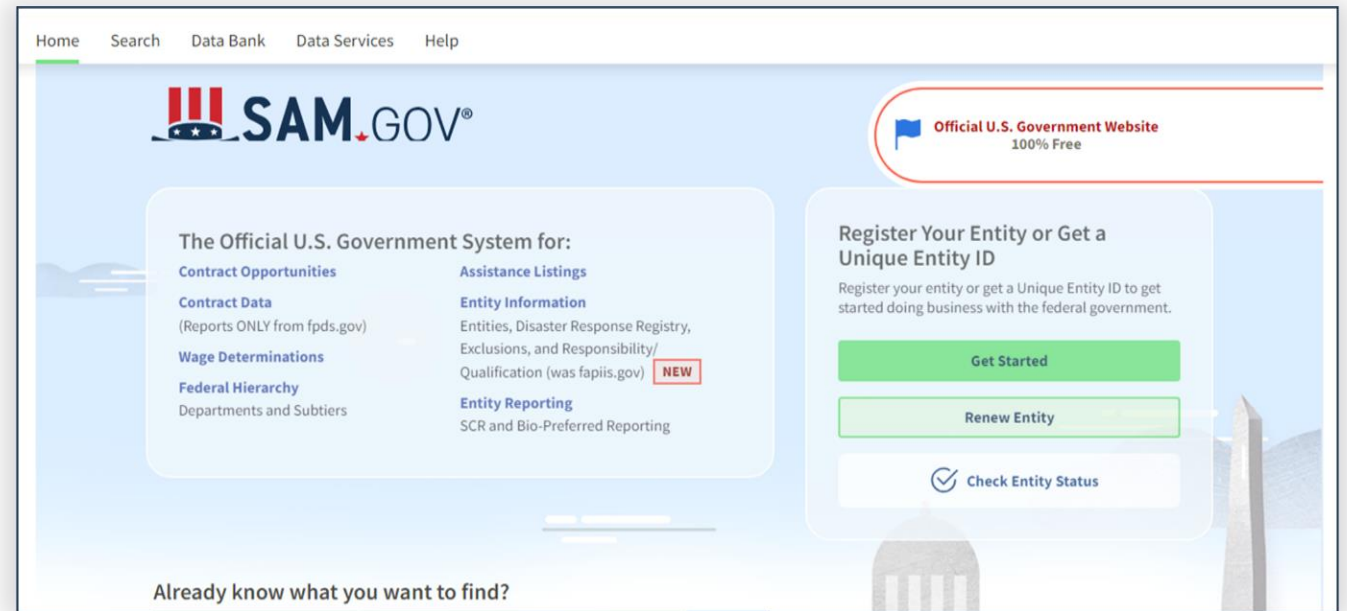 Home Search Data Bank Data Services Help
SAM.GOV®
Official U.S. Government Website
100% Free
The Official U.S. Government System for:
Contract Opportunities
Contract Data
(Reports ONLY from fpds.gov)
Wage Determinations
Federal Hierarchy
Departments and Subtiers
Assistance Listings
Entity Information
Entities, Disaster Response Registry,
Exclusions, and Responsibility/
Qualification (was fapiis.gov) NEW
Entity Reporting
SCR and Bio-Preferred Reporting
Register Your Entity or Get a
Unique Entity ID
Register your entity or get a Unique Entity ID to get
started doing business with the federal government.
Get Started
Renew Entity
Check Entity Status
Already know what you want to find?